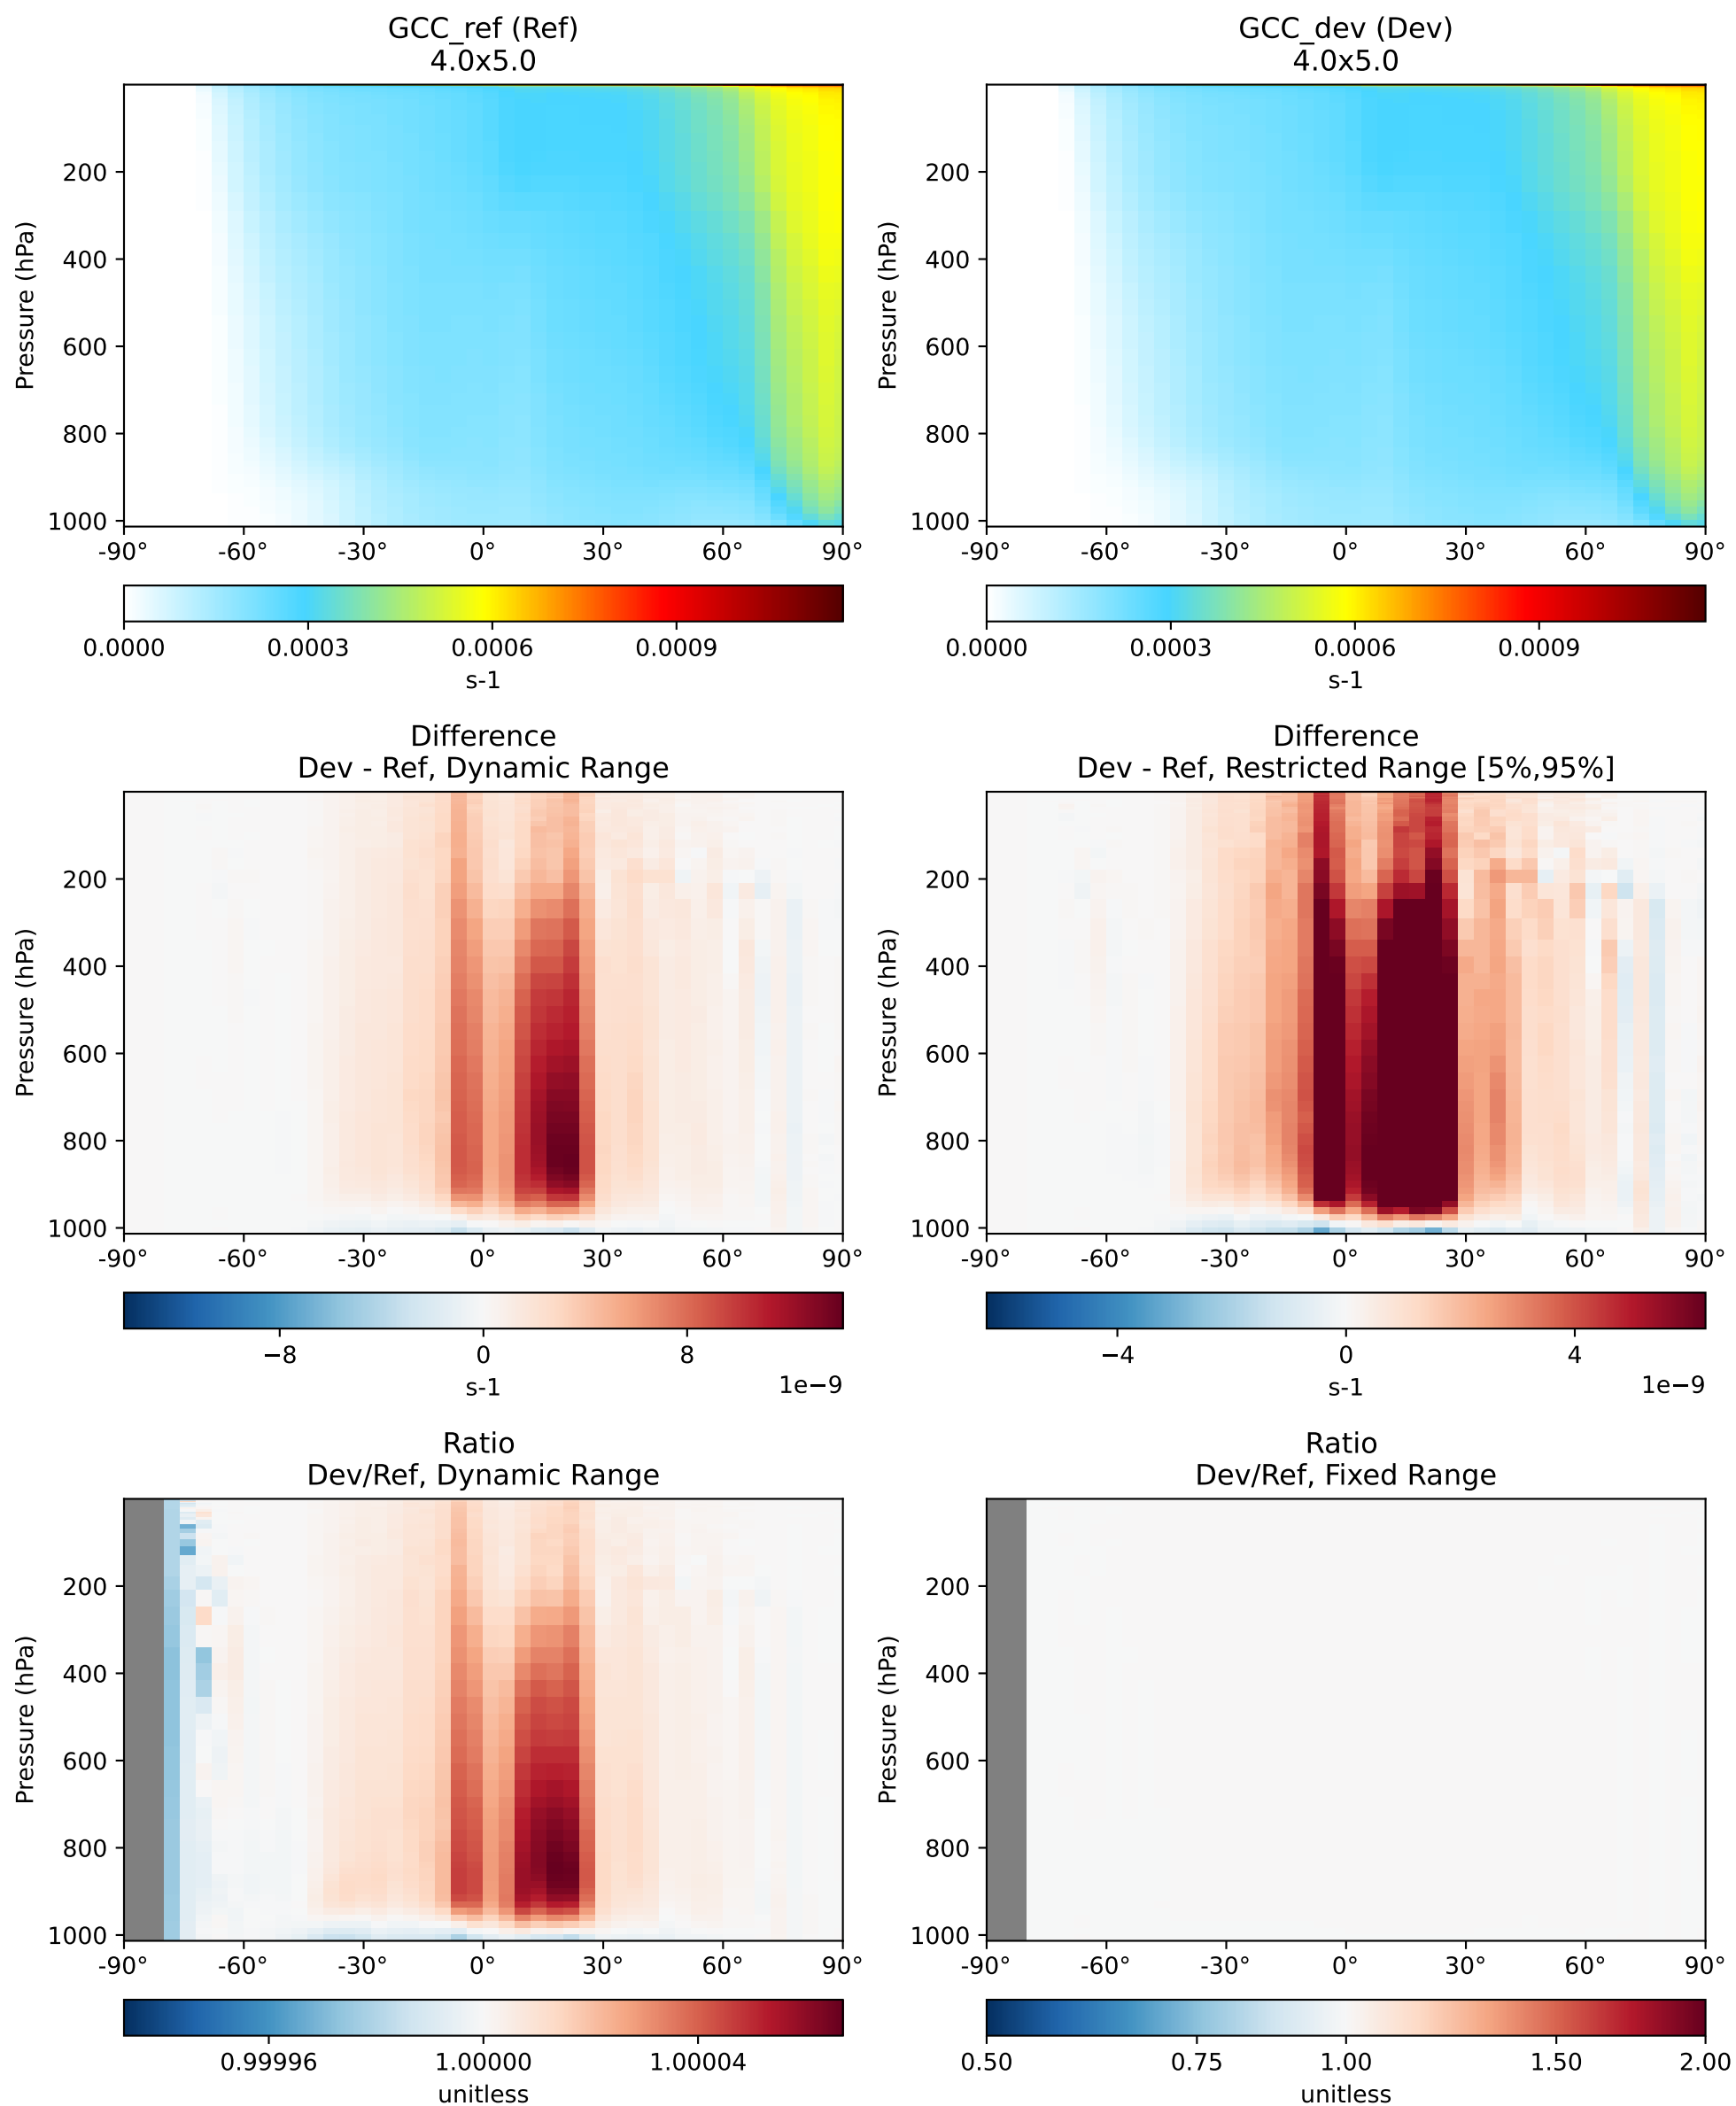 GCC_ref (Ref)
4.0x5.0
Pressure (hPa)
200
400
600
800
1000
-90° -60° -30° 0° 30° 60° 90°
0.0000 0.0003 0.0006 0.0009
s-1
GCC_dev (Dev)
4.0x5.0
Pressure (hPa)
200
400
600
800
1000
-90° -60° -30° 0° 30° 60° 90°
0.0000 0.0003 0.0006 0.0009
s-1
Difference
Dev - Ref, Dynamic Range
Pressure (hPa)
200
400
600
800
1000
-90° -60° -30° 0° 30° 60° 90°
−8 0 8
s-1 1e−9
Difference
Dev - Ref, Restricted Range [5%,95%]
Pressure (hPa)
200
400
600
800
1000
-90° -60° -30° 0° 30° 60° 90°
−4 0 4
s-1 1e−9
Ratio
Dev/Ref, Dynamic Range
Pressure (hPa)
200
400
600
800
1000
-90° -60° -30° 0° 30° 60° 90°
0.99996 1.00000 1.00004
unitless
Ratio
Dev/Ref, Fixed Range
Pressure (hPa)
200
400
600
800
1000
-90° -60° -30° 0° 30° 60° 90°
0.50 0.75 1.00 1.50 2.00
unitless